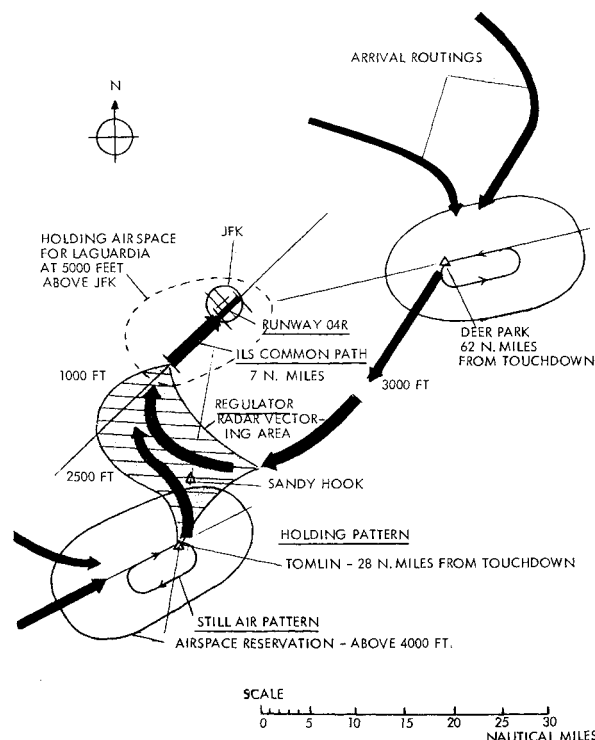 ARRIVAL ROUTINGS
N
HOLDING AIRSPACE
FOR LAGUARDIA
AT 5000 FEET
ABOVE JFK
JFK
RUNWAY 04R
ILS COMMON PATH
7 N. MILES
DEER PARK
62 N. MILES
FROM TOUCHDOWN
1000 FT
3000 FT
REGULATOR
RADAR VECTOR-
ING AREA
2500 FT
SANDY HOOK
HOLDING PATTERN
TOMLIN - 28 N. MILES FROM TOUCHDOWN
STILL AIR PATTERN
AIRSPACE RESERVATION - ABOVE 4000 FT.
SCALE
0 5 10 15 20 25 30
NAUTICAL MILES